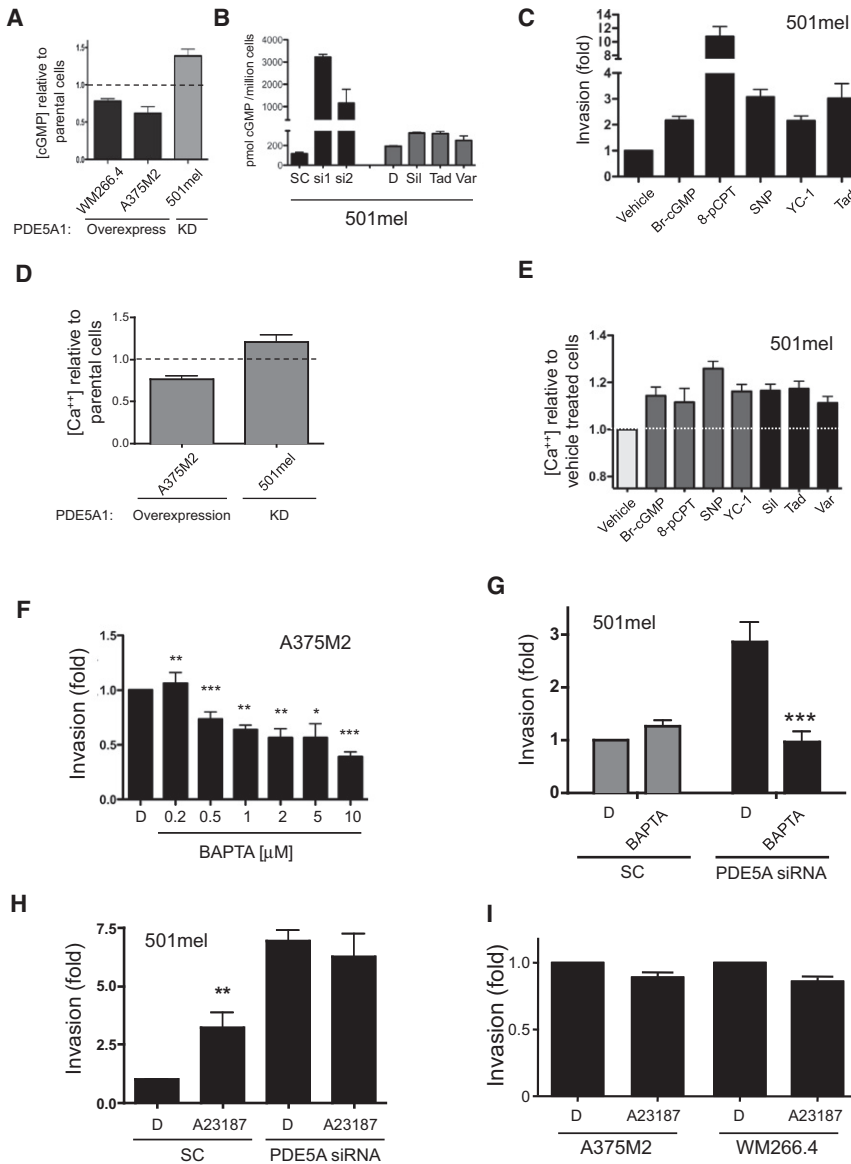 A
[cGMP] relative to
parental cells
1.5
1.0
0.5
0.0
WM266.4
A375M2
501mel
PDE5A1:
Overexpress
KD
B
pmol cGMP /million cells
4000
3000
2000
1000
200
0
SC
si1
si2
D
Sil
Tad
Var
501mel
C
501mel
Invasion (fold)
14
12
10
8
6
4
3
2
1
0
Vehicle
Br-cGMP
8-pCPT
SNP
YC-1
Tad
D
[Ca++] relative to
parental cells
1.5
1.0
0.5
0.0
A375M2
501mel
PDE5A1:
Overexpression
KD
E
501mel
[Ca++] relative to
vehicle treated cells
1.4
1.2
1.0
0.8
Vehicle
Br-cGMP
8-pCPT
SNP
YC-1
Sil
Tad
Var
F
A375M2
Invasion (fold)
1.5
1.0
0.5
0.0
**
***
**
**
*
***
D
0.2
0.5
1
2
5
10
BAPTA [μM]
G
501mel
Invasion (fold)
3
2
1
0
***
D
BAPTA
D
BAPTA
SC
PDE5A siRNA
H
501mel
Invasion (fold)
7.5
5.0
2.5
0.0
**
D
A23187
D
A23187
SC
PDE5A siRNA
I
Invasion (fold)
1.0
0.5
0
D
A23187
D
A23187
A375M2
WM266.4